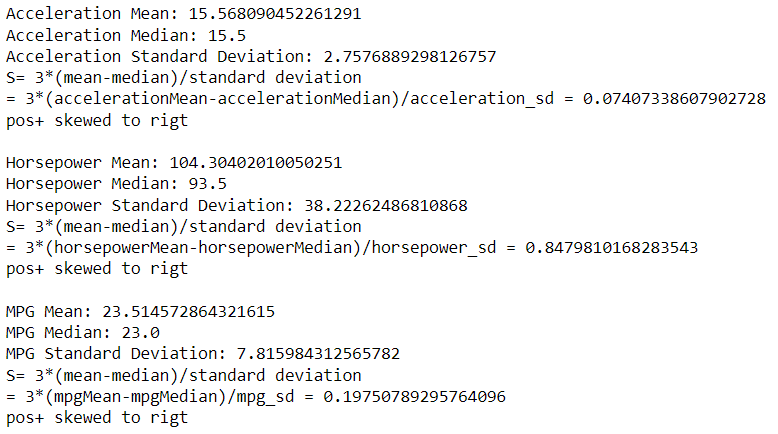 Acceleration Mean: 15.568090452261291
Acceleration Median: 15.5
Acceleration Standard Deviation: 2.7576889298126757
S= 3*(mean-median)/standard deviation
= 3*(accelerationMean-accelerationMedian)/acceleration_sd = 0.07407338607902728
pos+ skewed to rigt

Horsepower Mean: 104.30402010050251
Horsepower Median: 93.5
Horsepower Standard Deviation: 38.22262486810868
S= 3*(mean-median)/standard deviation
= 3*(horsepowerMean-horsepowerMedian)/horsepower_sd = 0.8479810168283543
pos+ skewed to rigt

MPG Mean: 23.514572864321615
MPG Median: 23.0
MPG Standard Deviation: 7.815984312565782
S= 3*(mean-median)/standard deviation
= 3*(mpgMean-mpgMedian)/mpg_sd = 0.19750789295764096
pos+ skewed to rigt